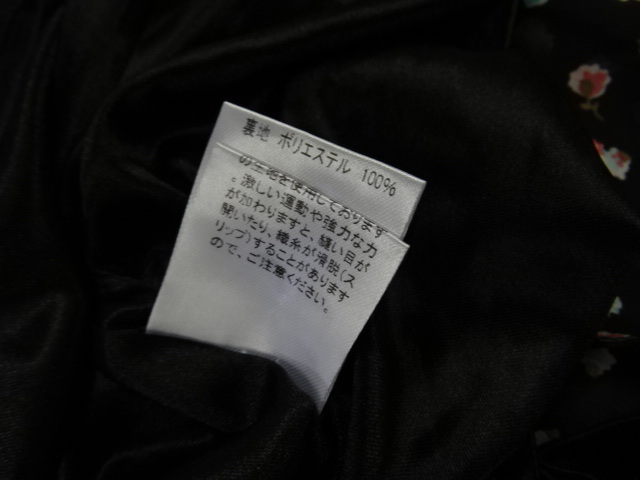 裏地 ポリエステル 100%
の生地を使用しております
。激しい運動や強力な力
が加わりますと、縫い目が
開いたり、織糸が滑脱(ス
リップ)することがあります
ので、ご注意ください。